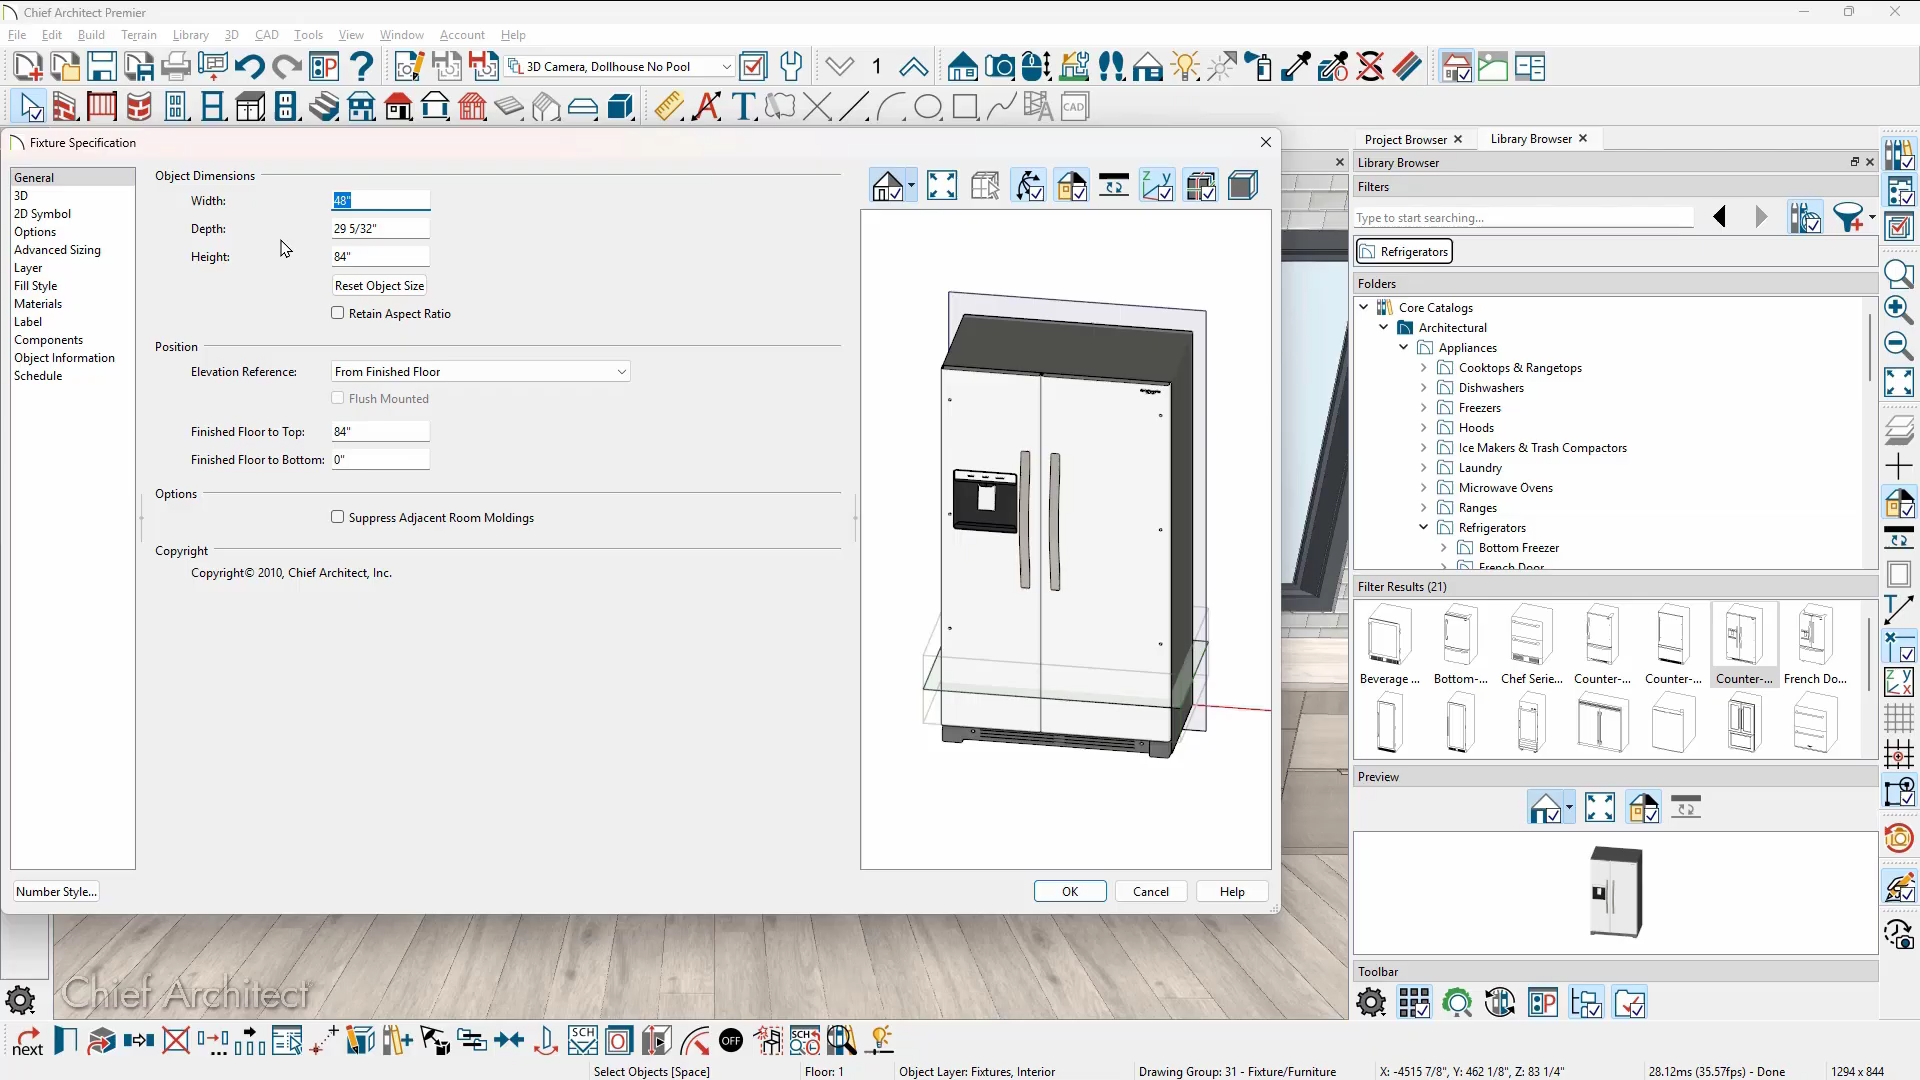 Chief Architect Premier
File Edit Build Terrain Library 3D CAD Tools View Window Account Help
3D Camera, Dollhouse No Pool
1
CAD
Fixture Specification
General
3D
2D Symbol
Options
Advanced Sizing
Layer
Fill Style
Materials
Label
Components
Object Information
Schedule
Number Style...
Object Dimensions
Width: 48"
Depth: 29 5/32"
Height: 84"
Reset Object Size
Retain Aspect Ratio
Position
Elevation Reference: From Finished Floor
Flush Mounted
Finished Floor to Top: 84"
Finished Floor to Bottom: 0"
Options
Suppress Adjacent Room Moldings
Copyright
Copyright© 2010, Chief Architect, Inc.
OK Cancel Help
Project Browser
Library Browser
Library Browser
Filters
Type to start searching...
Refrigerators
Folders
Core Catalogs
Architectural
Appliances
Cooktops & Rangetops
Dishwashers
Freezers
Hoods
Ice Makers & Trash Compactors
Laundry
Microwave Ovens
Ranges
Refrigerators
Bottom Freezer
French Door
Filter Results (21)
Beverage ... Bottom-... Chef Serie... Counter-... Counter-... Counter-... French Do...
Preview
Toolbar
Chief Architect
next
SCH
OFF
SCH
Select Objects [Space] Floor: 1 Object Layer: Fixtures, Interior Drawing Group: 31 - Fixture/Furniture X: -4515 7/8", Y: 462 1/8", Z: 83 1/4" 28.12ms (35.57fps) - Done 1294 x 844